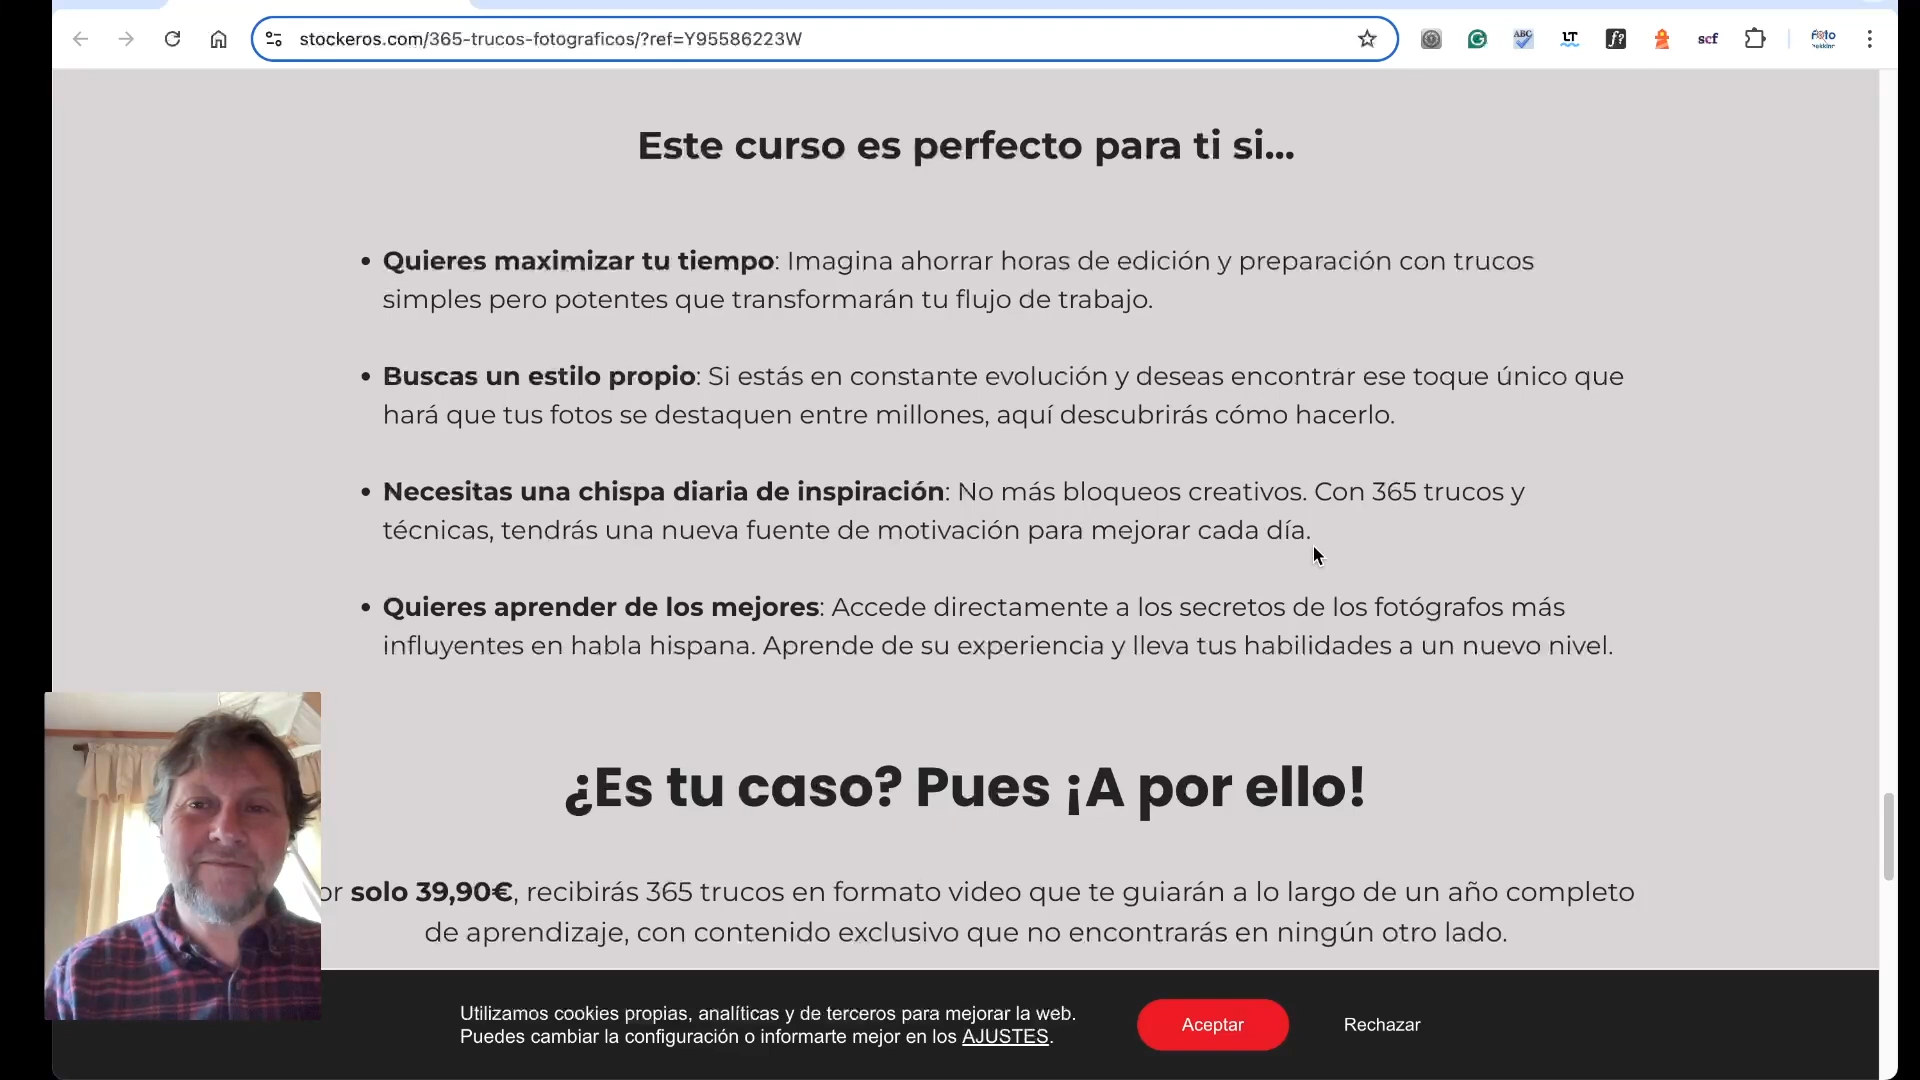 stockeros.com/365-trucos-fotograficos/?ref=Y95586223W
ABC
LT
f?
scf
Este curso es perfecto para ti si...
• Quieres maximizar tu tiempo: Imagina ahorrar horas de edición y preparación con trucos
simples pero potentes que transformarán tu flujo de trabajo.
• Buscas un estilo propio: Si estás en constante evolución y deseas encontrar ese toque único que
hará que tus fotos se destaquen entre millones, aquí descubrirás cómo hacerlo.
• Necesitas una chispa diaria de inspiración: No más bloqueos creativos. Con 365 trucos y
técnicas, tendrás una nueva fuente de motivación para mejorar cada día.
• Quieres aprender de los mejores: Accede directamente a los secretos de los fotógrafos más
influyentes en habla hispana. Aprende de su experiencia y lleva tus habilidades a un nuevo nivel.
¿Es tu caso? Pues ¡A por ello!
or solo 39,90€, recibirás 365 trucos en formato video que te guiarán a lo largo de un año completo
de aprendizaje, con contenido exclusivo que no encontrarás en ningún otro lado.
Utilizamos cookies propias, analíticas y de terceros para mejorar la web.
Puedes cambiar la configuración o informarte mejor en los AJUSTES.
Aceptar
Rechazar